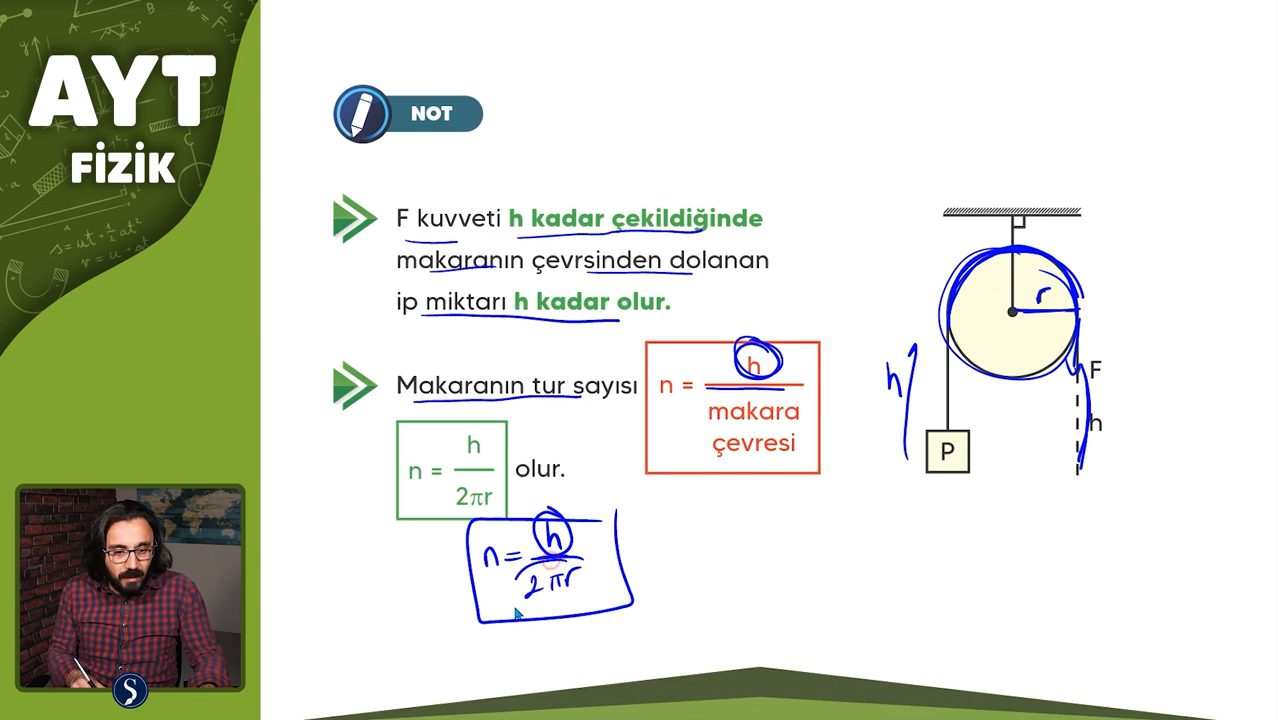 AYT
FİZİK
NOT
F kuvveti h kadar çekildiğinde
makaranın çevrsinden dolanan
ip miktarı h kadar olur.
Makaranın tur sayısı
n = h / makara çevresi
n = h / 2πr olur.
n = h / 2πr
r
F
h
h
P
S